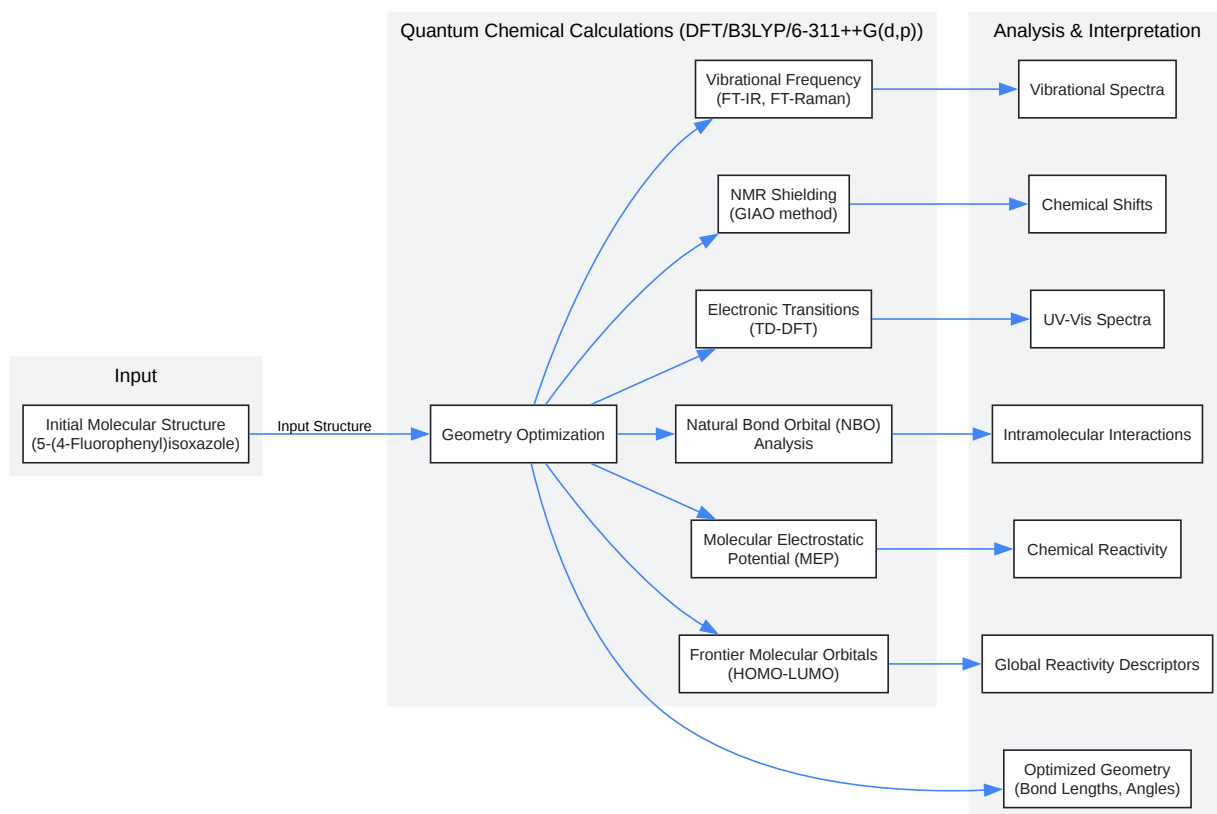 Quantum Chemical Calculations (DFT/B3LYP/6-311++G(d,p))
Analysis & Interpretation
Vibrational Frequency
(FT-IR, FT-Raman)
Vibrational Spectra
NMR Shielding
(GIAO method)
Chemical Shifts
Electronic Transitions
(TD-DFT)
UV-Vis Spectra
Input
Initial Molecular Structure
(5-(4-Fluorophenyl)isoxazole)
Input Structure
Geometry Optimization
Natural Bond Orbital (NBO)
Analysis
Intramolecular Interactions
Molecular Electrostatic
Potential (MEP)
Chemical Reactivity
Frontier Molecular Orbitals
(HOMO-LUMO)
Global Reactivity Descriptors
Optimized Geometry
(Bond Lengths, Angles)